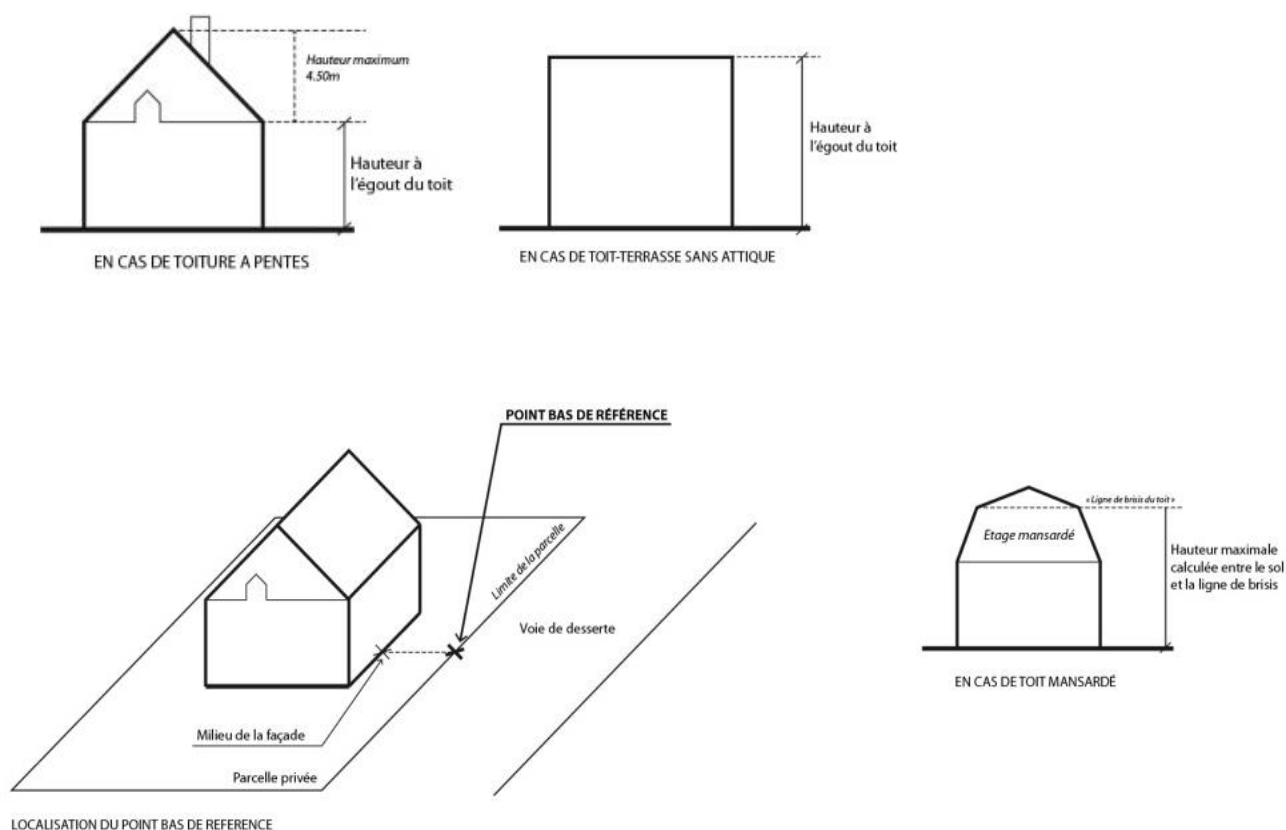 Hauteur maximum
4.50m
Hauteur à
l'égout du toit
EN CAS DE TOITURE A PENTES
Hauteur à
l'égout du toit
EN CAS DE TOIT-TERRASSE SANS ATTIQUE
POINT BAS DE RÉFÉRENCE
Limite de la parcelle
Voie de desserte
Milieu de la façade
Parcelle privée
LOCALISATION DU POINT BAS DE REFERENCE
« Ligne de brisis du toit »
Etage mansardé
Hauteur maximale
calculée entre le sol
et la ligne de brisis
EN CAS DE TOIT MANSARDÉ